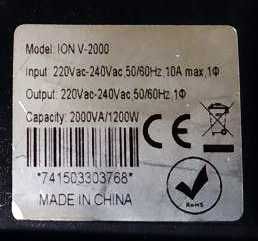 Model: ION V-2000
Input: 220Vac-240Vac,50/60Hz,10A max,1Φ
Output: 220Vac-240Vac,50/60Hz,1Φ
Capacity: 2000VA/1200W
CE
*741503303768*
MADE IN CHINA
RoHS